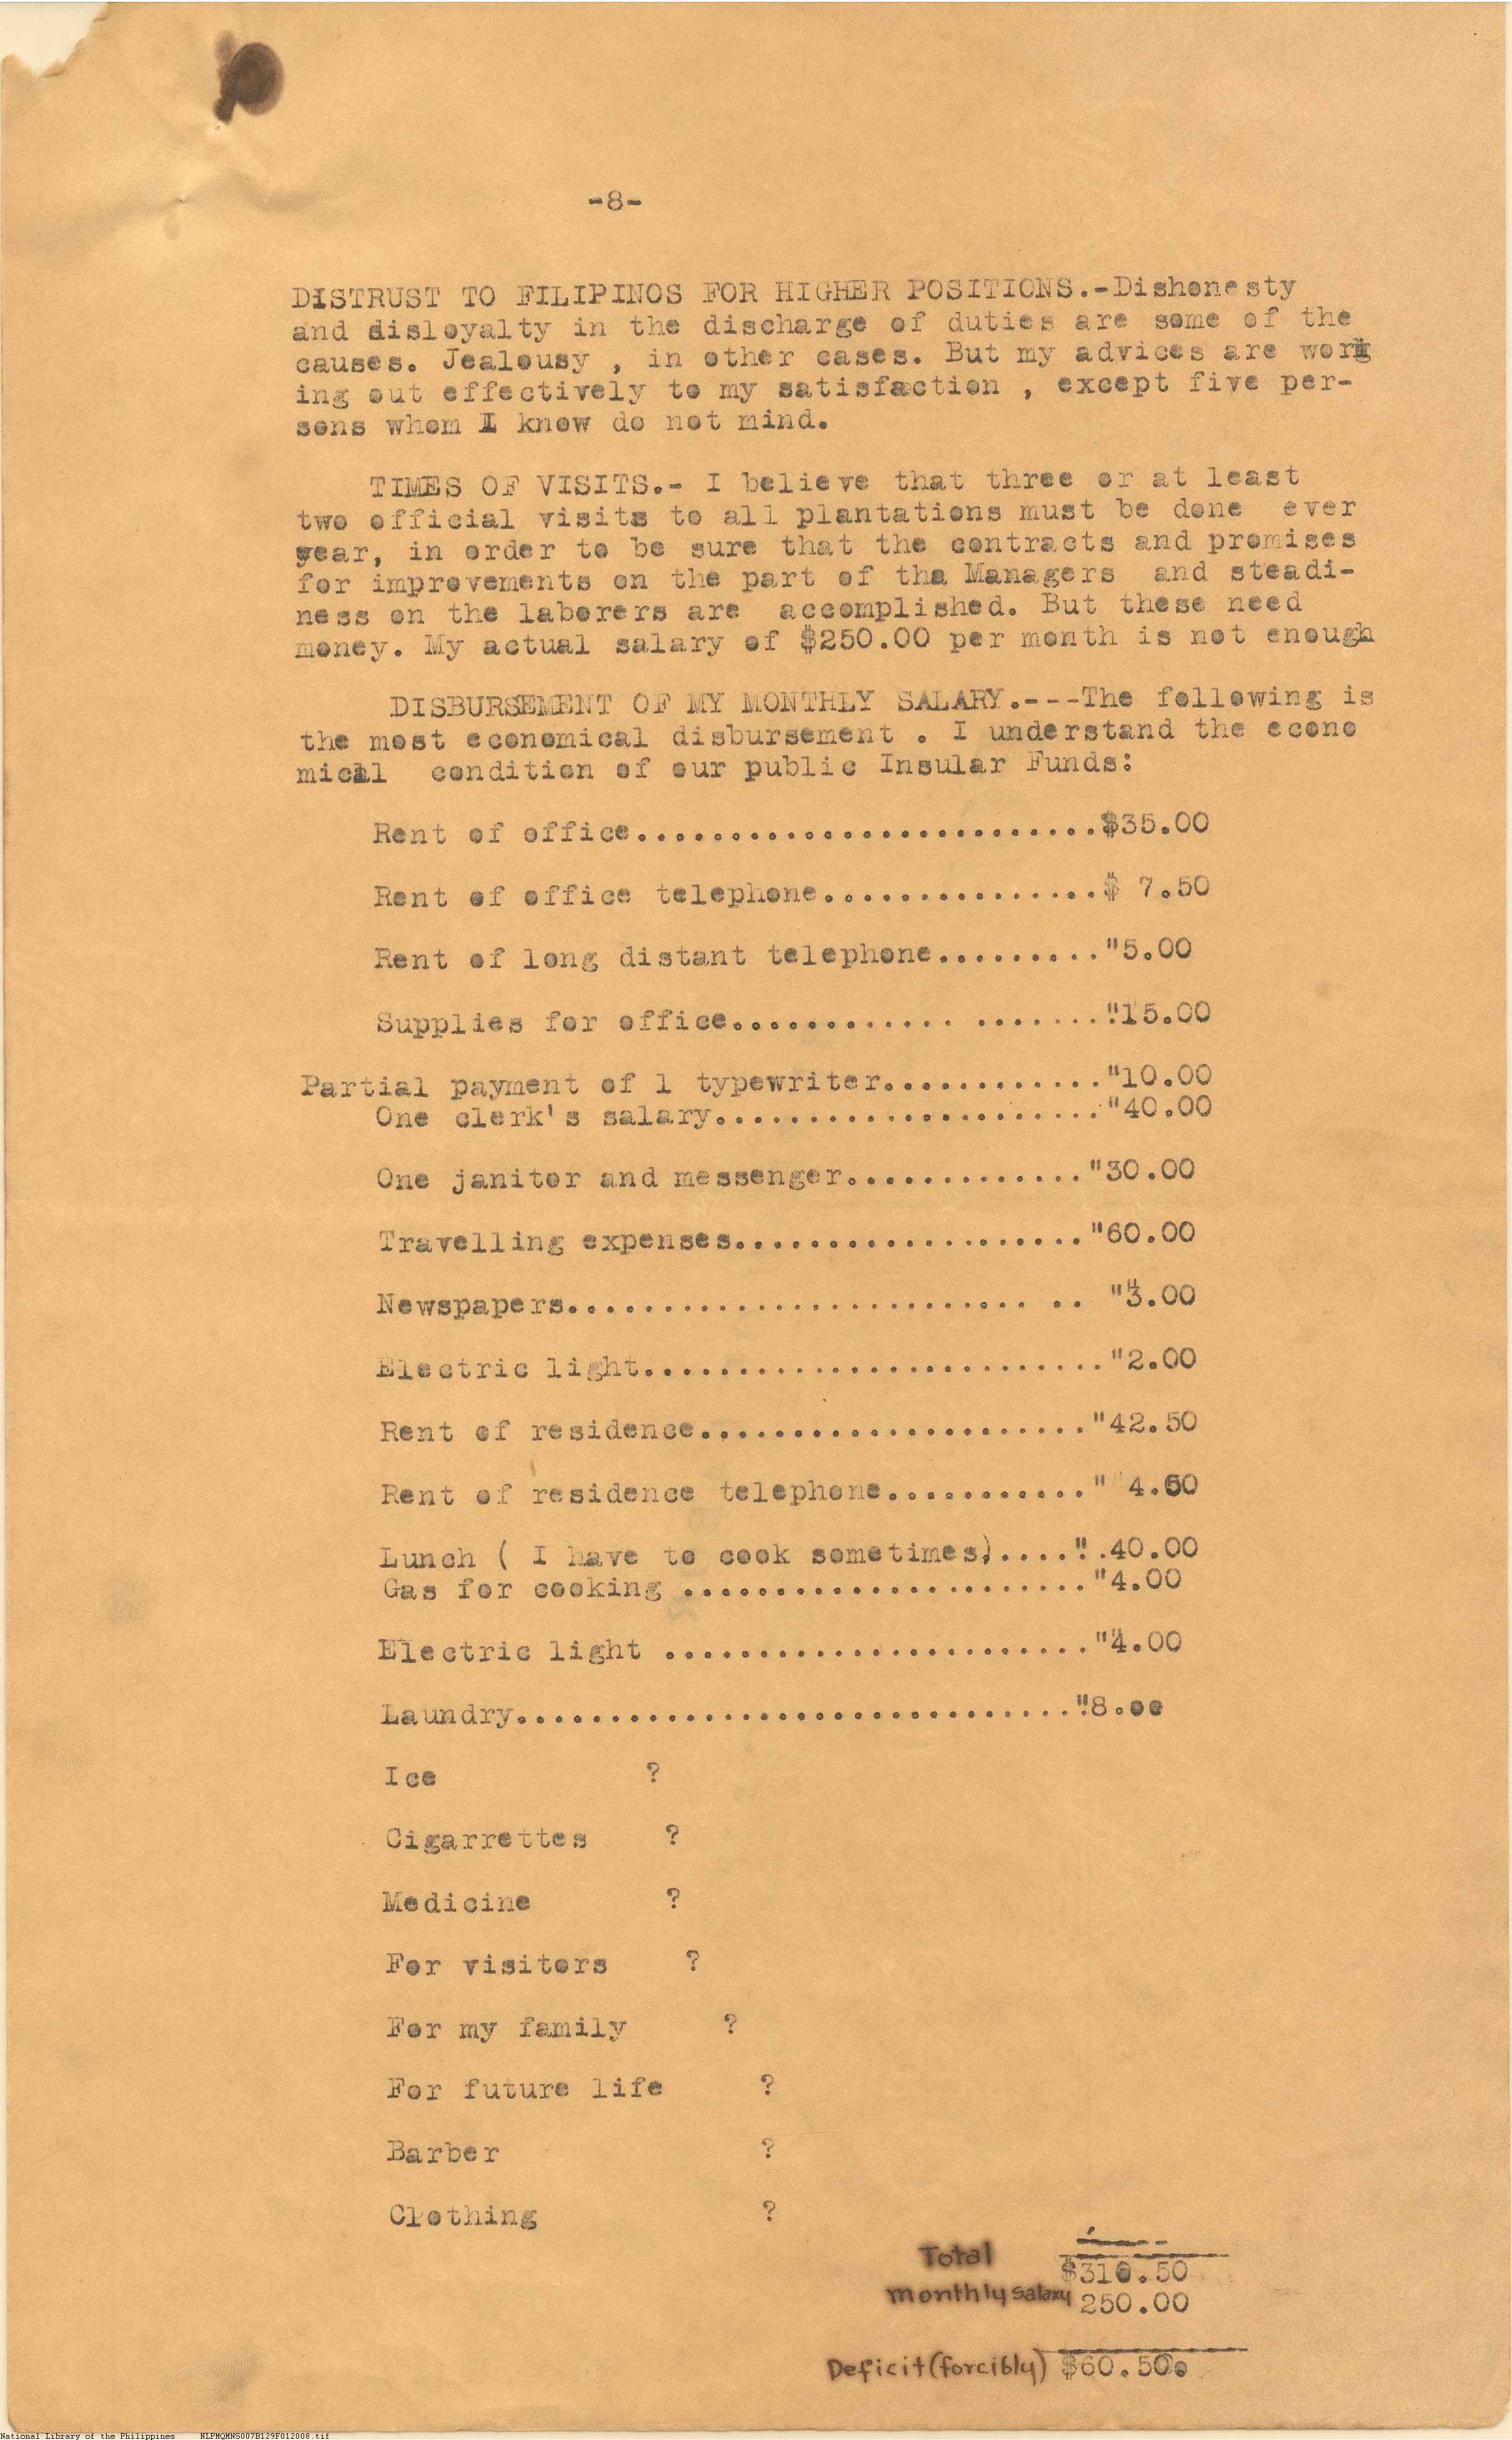 -8-
DISTRUST TO FILIPINOS FOR HIGHER POSITIONS.-Dishonesty
and disloyalty in the discharge of duties are some of the
causes. Jealousy , in other cases. But my advices are work
ing out effectively to my satisfaction , except five per-
sons whom I know do not mind.
TIMES OF VISITS.- I believe that three or at least
two official visits to all plantations must be done ever
year, in order to be sure that the contracts and promises
for improvements on the part of tha Managers and steadi-
ness on the laborers are accomplished. But these need
money. My actual salary of $250.00 per month is not enough
DISBURSEMENT OF MY MONTHLY SALARY.---The following is
the most economical disbursement . I understand the econo
mical condition of our public Insular Funds:
Rent of office.........................$35.00
Rent of office telephone...............$ 7.50
Rent of long distant telephone........."5.00
Supplies for office............ ......."15.00
Partial payment of 1 typewriter............"10.00
One clerk's salary....................."40.00
One janitor and messenger............."30.00
Travelling expenses..................."60.00
Newspapers......................... .. "3.00
Electric light........................."2.00
Rent of residence....................."42.50
Rent of residence telephone..........." 4.50
Lunch ( I have to cook sometimes)....".40.00
Gas for cooking ......................"4.00
Electric light ......................."4.00
Laundry..............................."8.00
Ice ?
Cigarrettes ?
Medicine ?
For visitors ?
For my family ?
For future life ?
Barber ?
Clothing ?
Total $310.50
monthly salary 250.00
Deficit (forcibly) $60.50
National Library of the Philippines NLPMQMNS007B129F012008.tif